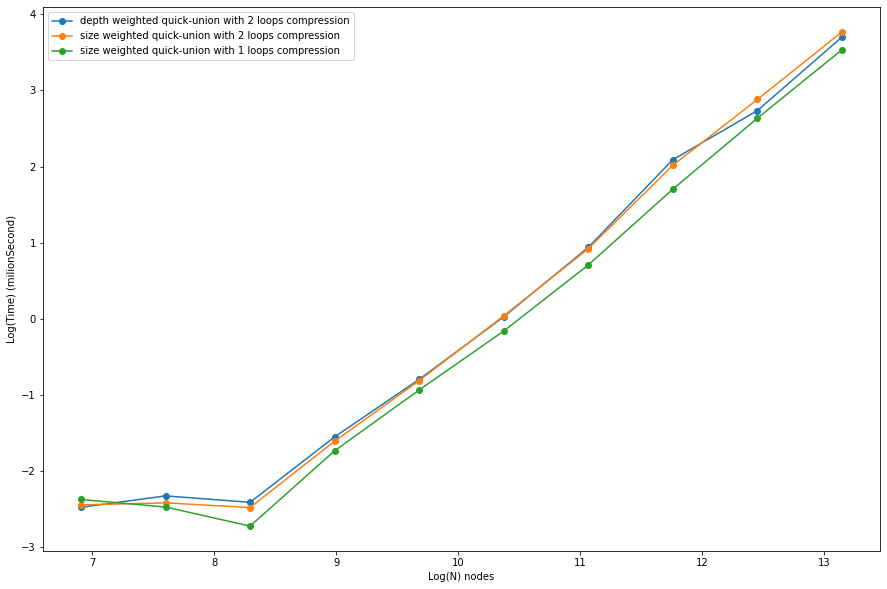 depth weighted quick-union with 2 loops compression
size weighted quick-union with 2 loops compression
size weighted quick-union with 1 loops compression
Log(Time) (milionSecond)
4
3
2
1
0
−1
−2
−3
7 8 9 10 11 12 13
Log(N) nodes